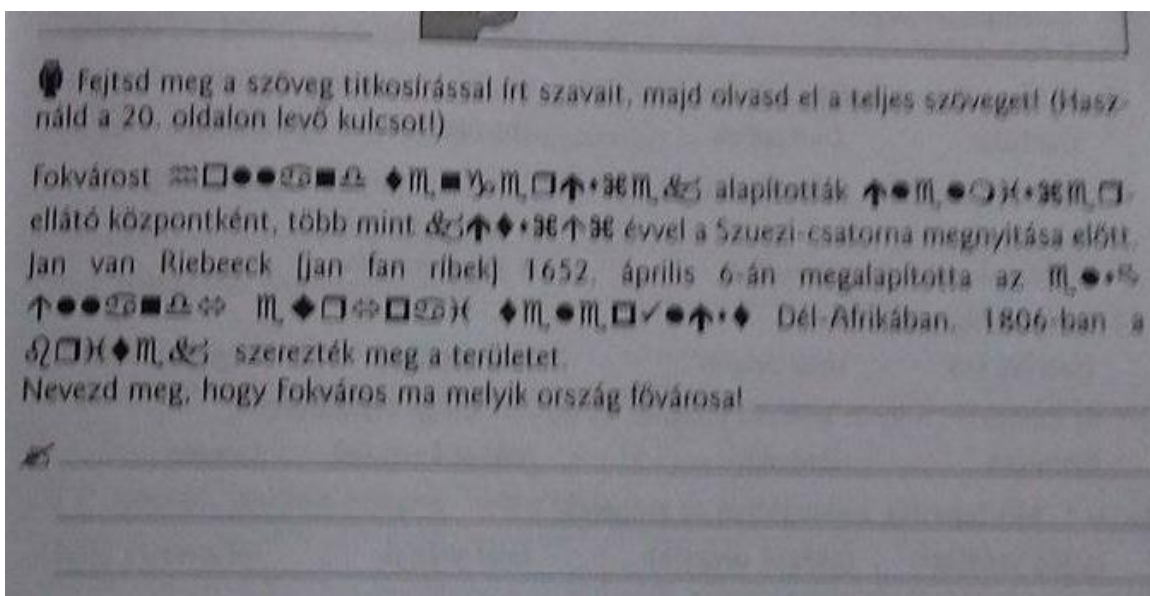 Fejtsd meg a szöveg titkosírással írt szavait, majd olvasd el a teljes szöveget! (Hasz-
náld a 20. oldalon levő kulcsot!)
Fokvárost ♒︎❑●●♋■♎ ⧫♏■⑂♏❑↑⬩⌘♏& alapították ↑●♏●❍♓⬩⌘♏❑-
ellátó központként, több mint &↑⧫⬩⌘↑⌘ évvel a Szuezi-csatorna megnyitása előtt.
Jan van Riebeeck [jan fan ríbek] 1652. április 6-án megalapította az
Dél-Afrikában. 1806-ban a
szerezték meg a területet.
Nevezd meg, hogy Fokváros ma melyik ország fővárosa!